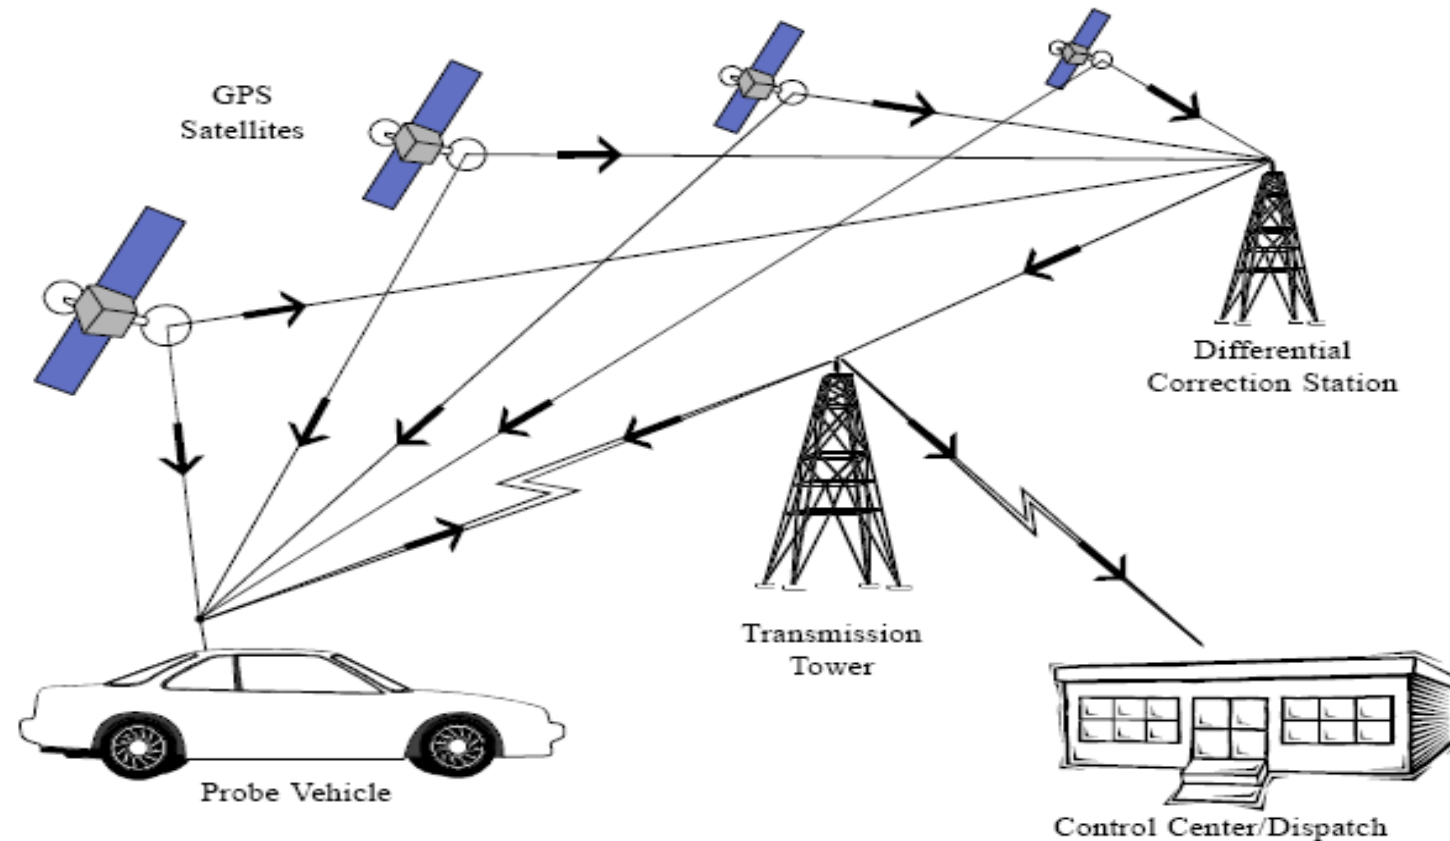 GPS
Satellites
Differential
Correction Station
Transmission
Tower
Probe Vehicle
Control Center/Dispatch